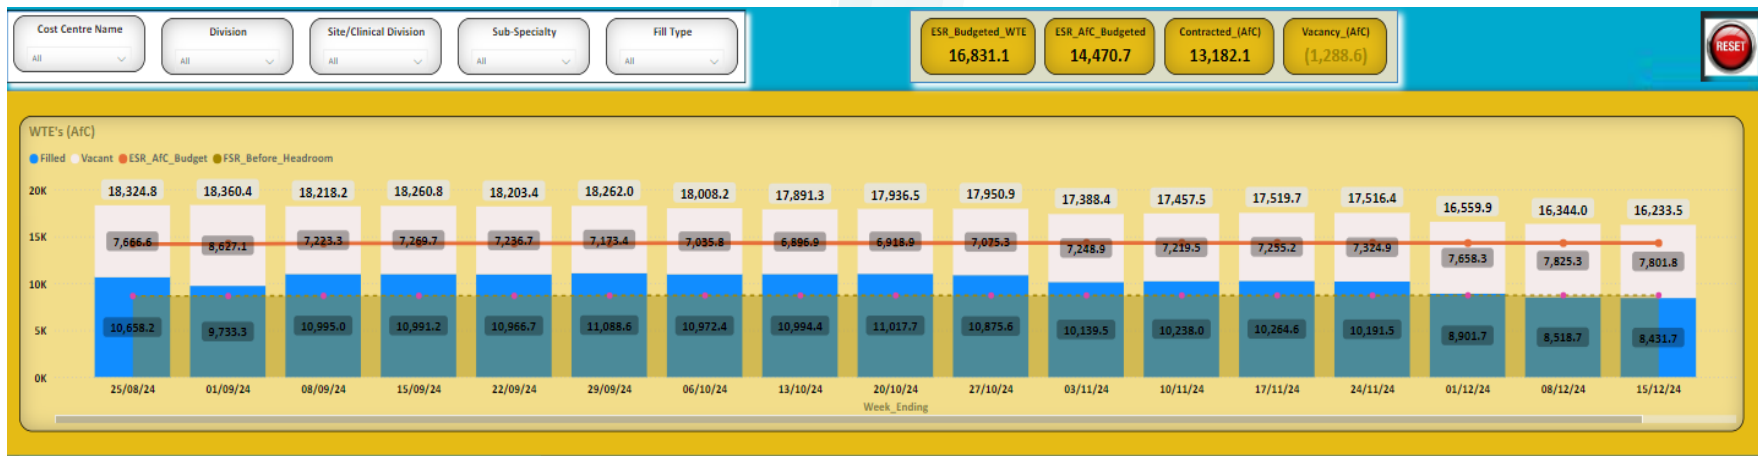 Cost Centre Name
All
Division
All
Site/Clinical Division
All
Sub-Specialty
All
Fill Type
All
ESR_Budgeted_WTE
16,831.1
ESR_AfC_Budgeted
14,470.7
Contracted_(AfC)
13,182.1
Vacancy_(AfC)
(1,288.6)
RESET
WTE's (AfC)
Filled Vacant ESR_AfC_Budget FSR_Before_Headroom
20K
18,324.8 18,360.4 18,218.2 18,260.8 18,203.4 18,262.0 18,008.2 17,891.3 17,936.5 17,950.9 17,388.4 17,457.5 17,519.7 17,516.4 16,559.9 16,344.0 16,233.5
15K
7,666.6 8,627.1 7,223.3 7,269.7 7,236.7 7,173.4 7,035.8 6,896.9 6,918.9 7,075.3 7,248.9 7,219.5 7,255.2 7,324.9 7,658.3 7,825.3 7,801.8
10K
5K
10,658.2 9,733.3 10,995.0 10,991.2 10,966.7 11,088.6 10,972.4 10,994.4 11,017.7 10,875.6 10,139.5 10,238.0 10,264.6 10,191.5 8,901.7 8,518.7 8,431.7
0K
25/08/24 01/09/24 08/09/24 15/09/24 22/09/24 29/09/24 06/10/24 13/10/24 20/10/24 27/10/24 03/11/24 10/11/24 17/11/24 24/11/24 01/12/24 08/12/24 15/12/24
Week_Ending